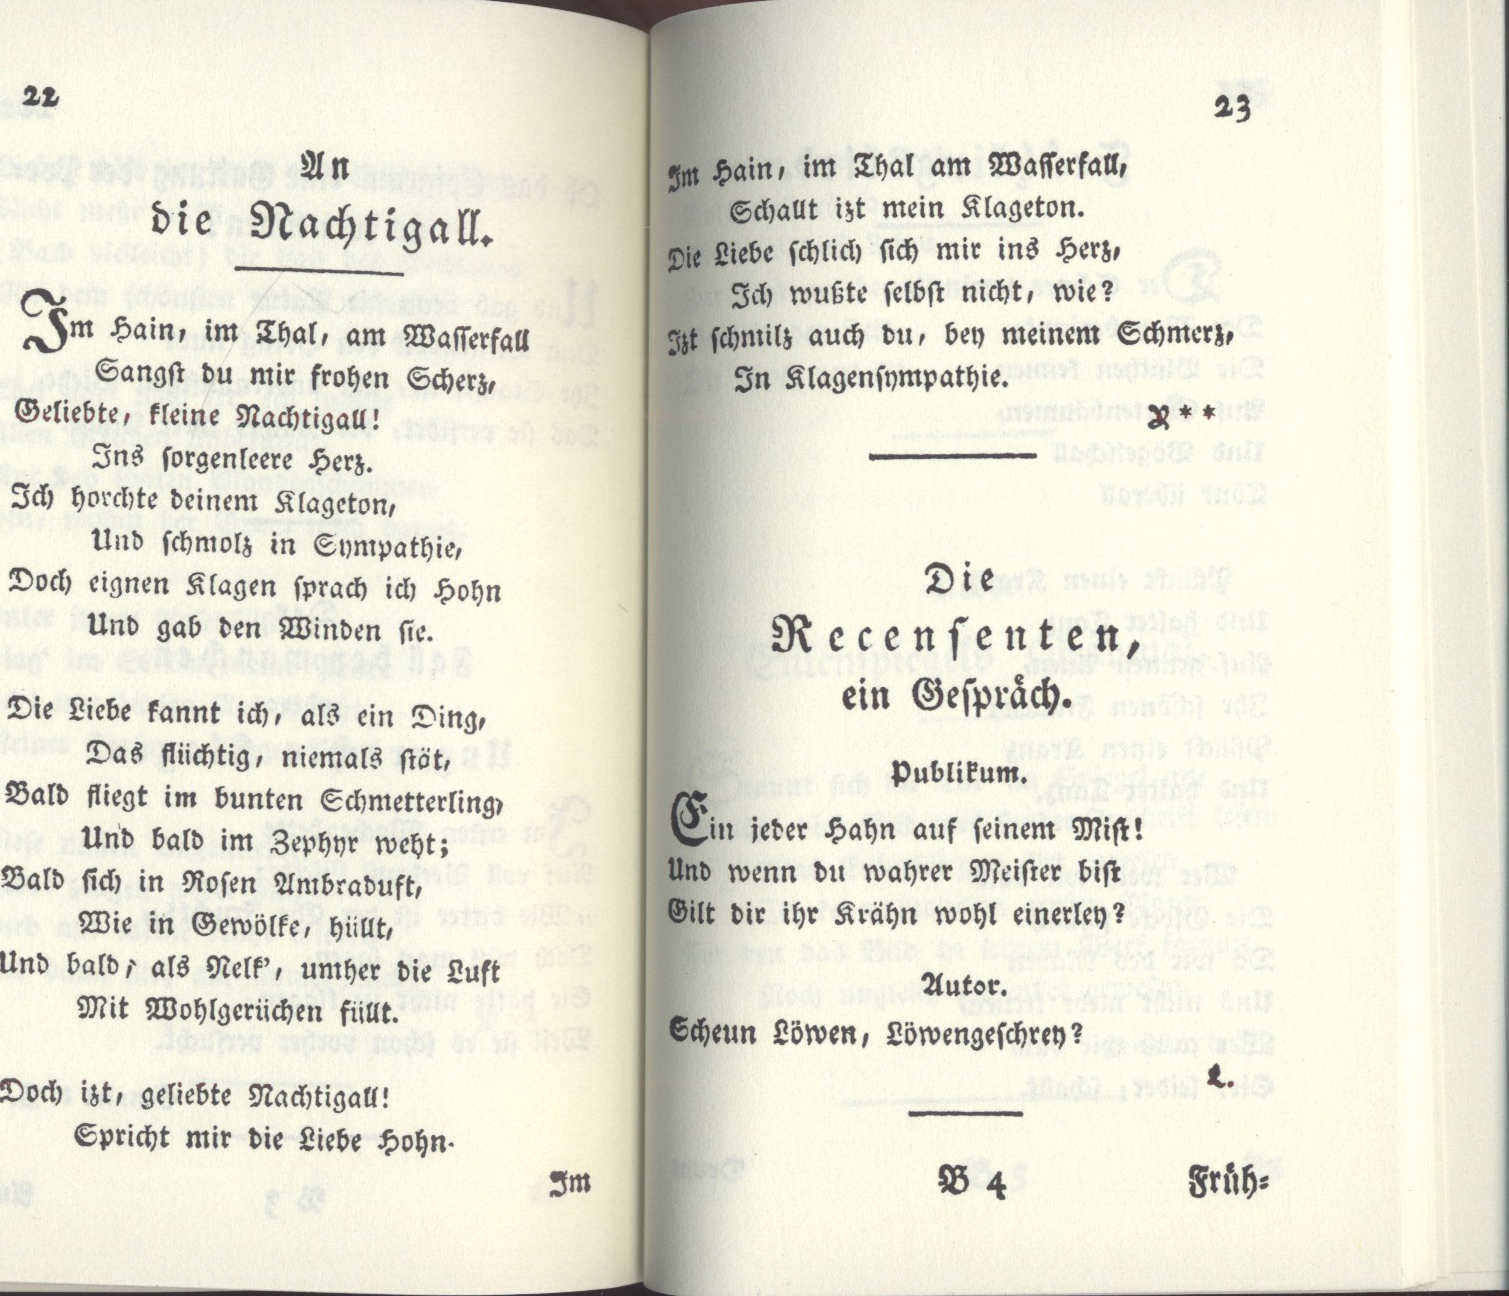 22
An
die Nachtigall.
Im Hain, im Thal, am Wasserfall
Sangst du mir frohen Scherz,
Geliebte, kleine Nachtigall!
Ins sorgenleere Herz.
Ich horchte deinem Klageton,
Und schmolz in Sympathie,
Doch eignen Klagen sprach ich Hohn
Und gab den Winden sie.
Die Liebe kannt ich, als ein Ding,
Das flüchtig, niemals stät,
Bald fliegt im bunten Schmetterling,
Und bald im Zephyr weht;
Bald sich in Rosen Ambraduft,
Wie in Gewölke, hüllt,
Und bald, als Nelk', umher die Luft
Mit Wohlgerüchen füllt.
Doch izt, geliebte Nachtigall!
Spricht mir die Liebe Hohn.
Im
23
Im Hain, im Thal am Wasserfall,
Schallt izt mein Klageton.
Die Liebe schlich sich mir ins Herz,
Ich wußte selbst nicht, wie?
Izt schmilz auch du, bey meinem Schmerz,
In Klagensympathie.
X**
Die
Recensenten,
ein Gespräch.
Publikum.
Ein jeder Hahn auf seinem Mist!
Und wenn du wahrer Meister bist
Gilt dir ihr Krähn wohl einerley?
Autor.
Scheun Löwen, Löwengeschrey?
L.
B 4
Früh-